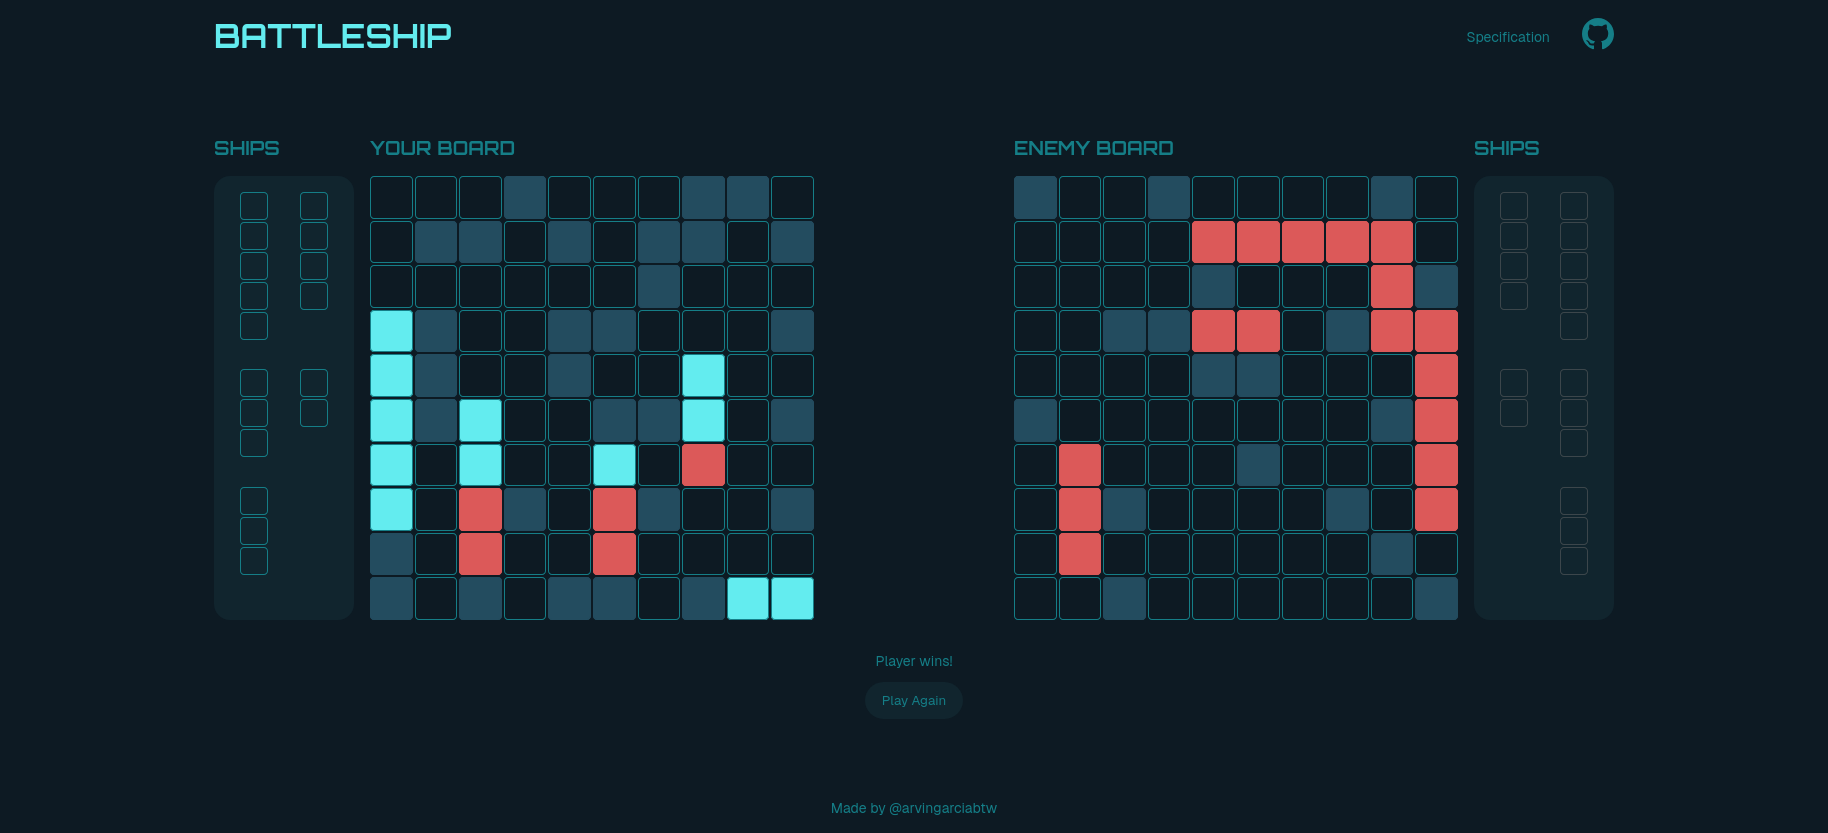 BATTLESHIP
Specification
SHIPS
YOUR BOARD
ENEMY BOARD
SHIPS
Player wins!
Play Again
Made by @arvingarciabtw